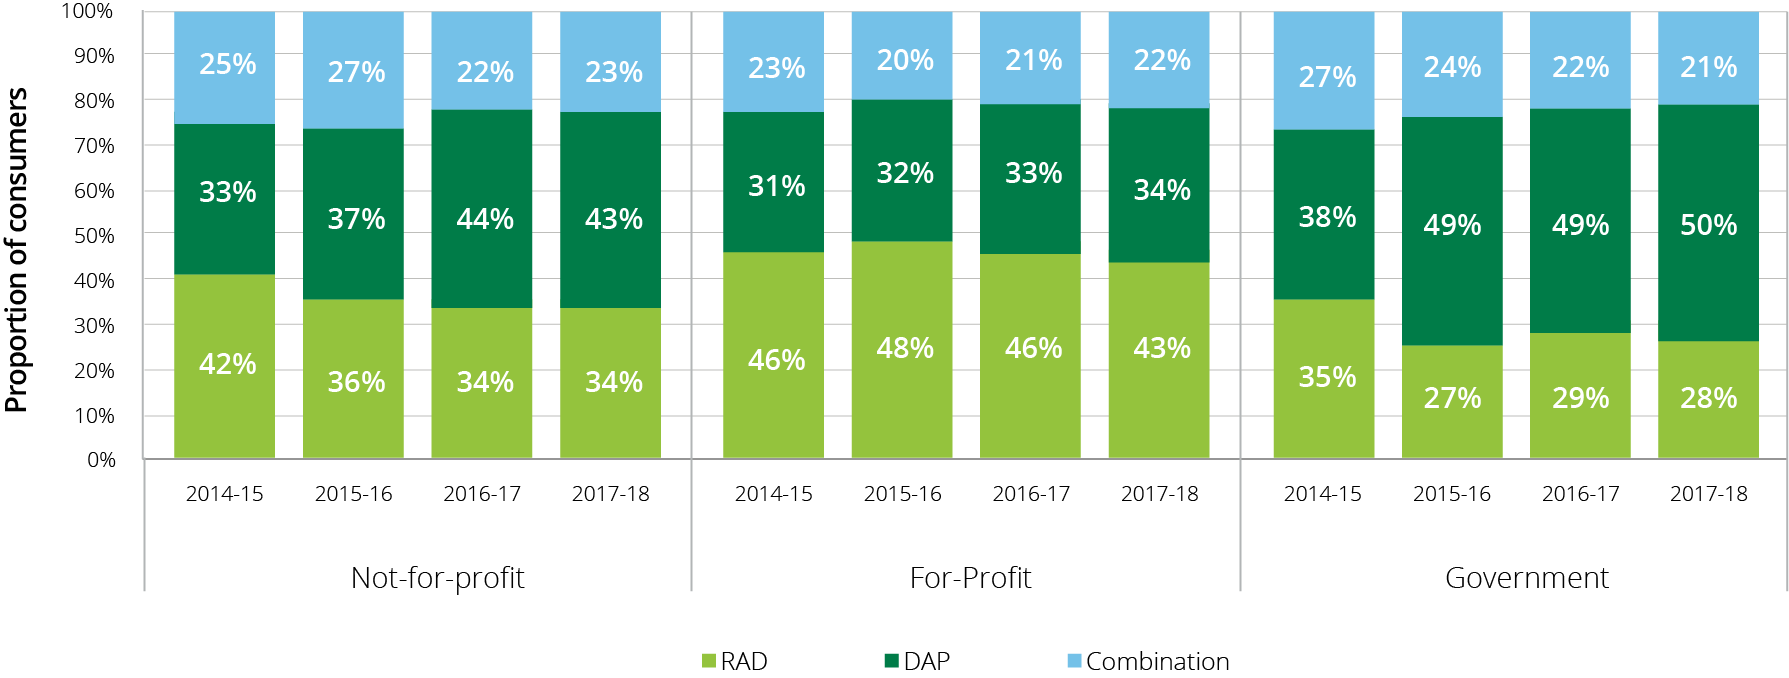 100%
90%
80%
70%
60%
50%
40%
30%
20%
10%
0%
Proportion of consumers
25% 27% 22% 23% 23% 20% 21% 22% 27% 24% 22% 21%
33% 37% 44% 43% 31% 32% 33% 34% 38% 49% 49% 50%
42% 36% 34% 34% 46% 48% 46% 43% 35% 27% 29% 28%
2014-15 2015-16 2016-17 2017-18 2014-15 2015-16 2016-17 2017-18 2014-15 2015-16 2016-17 2017-18
Not-for-profit For-Profit Government
RAD DAP Combination